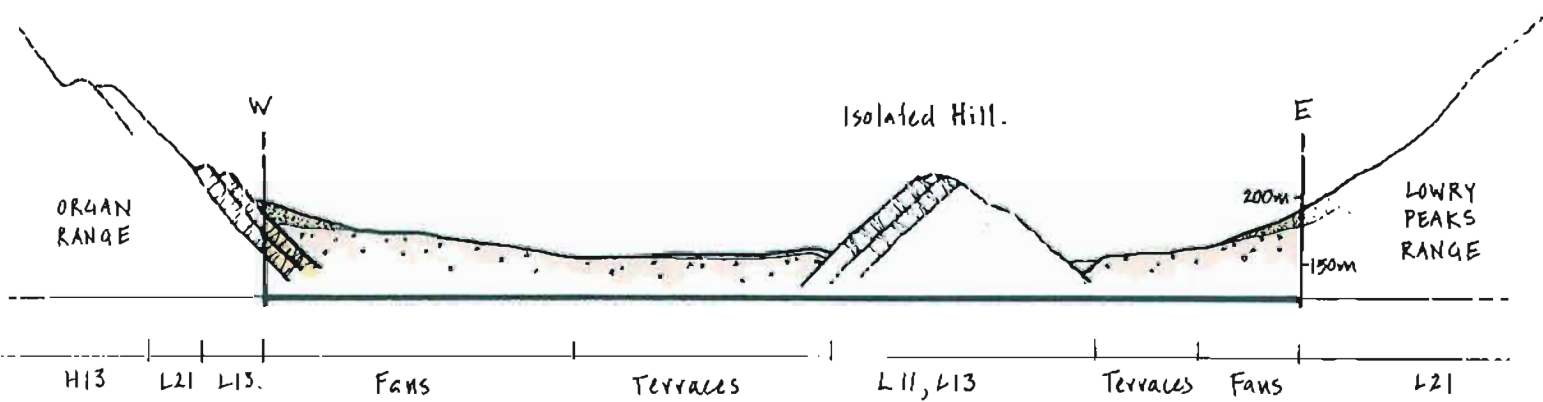 W
Isolated Hill.
E
ORGAN
RANGE
200m
LOWRY
PEAKS
RANGE
150m
H13
L21
L13.
Fans
Terraces
L11, L13
Terraces
Fans
L21